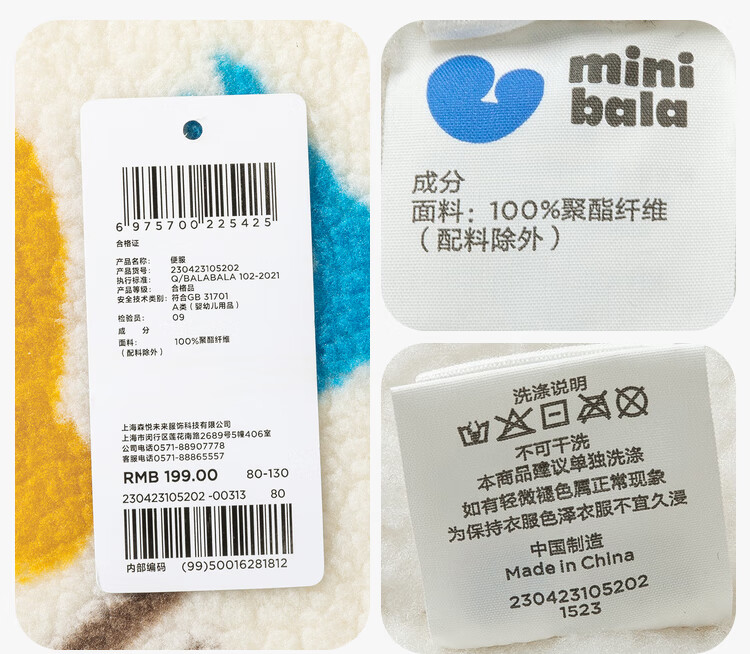 6 975700 225425
合格证
产品名称： 便服
产品货号： 230423105202
执行标准： Q/BALABALA 102-2021
产品等级： 合格品
安全技术类别： 符合GB 31701
A类（婴幼儿用品）
检验员： 09
成 分
面料： 100%聚酯纤维
（配料除外）
上海森悦未来服饰科技有限公司
上海市闵行区莲花南路2689号5幢406室
公司电话0571-88907778
客服电话0571-88865557
RMB 199.00 80-130
230423105202 -00313 80
内部编码 (99)50016281812
mini
bala
成分
面料：100%聚酯纤维
（配料除外）
洗涤说明
不可干洗
本商品建议单独洗涤
如有轻微褪色属正常现象
为保持衣服色泽衣服不宜久浸
中国制造
Made in China
230423105202
1523